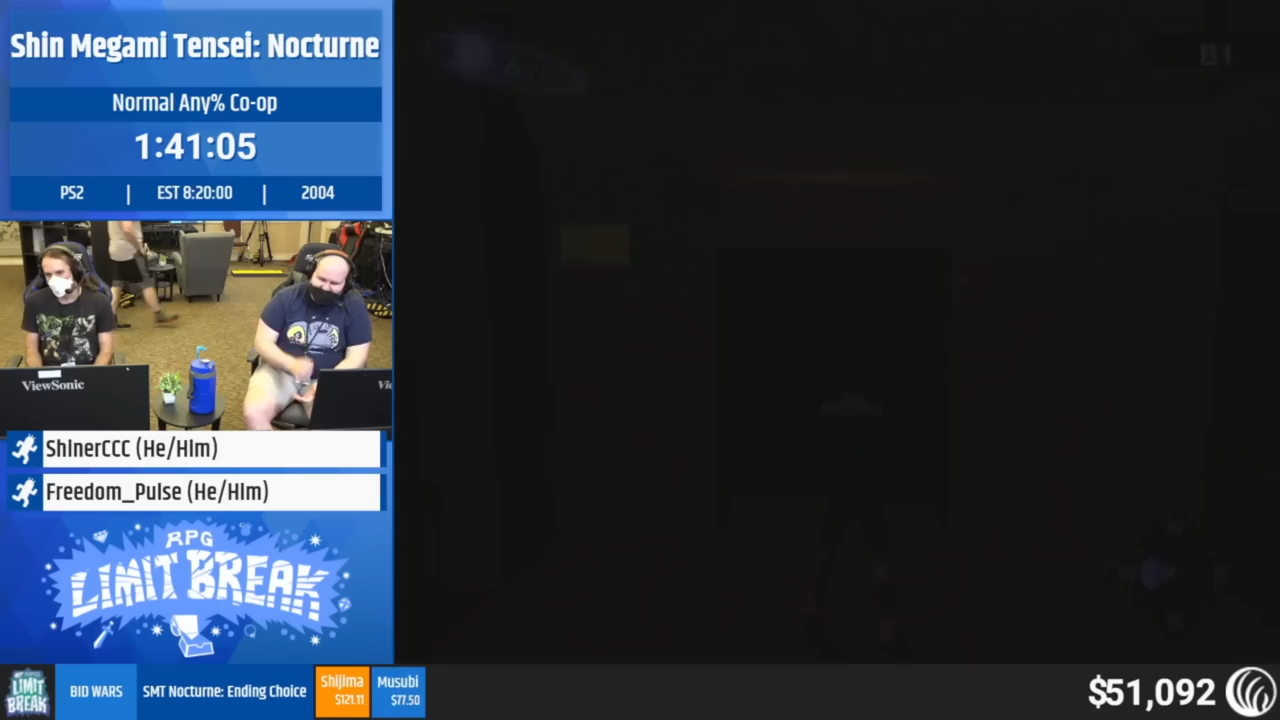 Shin Megami Tensei: Nocturne
Normal Any% Co-op
1:41:05
PS2 | EST 8:20:00 | 2004
ViewSonic
Vi
ShinerCCC (He/Him)
Freedom_Pulse (He/Him)
RPG
LIMIT BREAK
B1
LIMIT
BREAK
BID WARS
SMT Nocturne: Ending Choice
Shijima
$121.11
Musubi
$77.50
$51,092